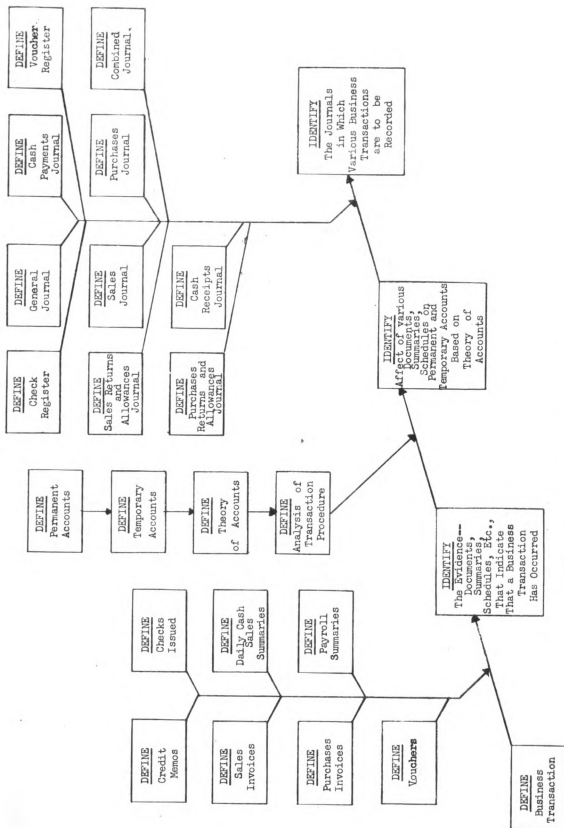 DEFINE
Voucher
Register
DEFINE
Cash
Payments
Journal
DEFINE
General
Journal
DEFINE
Check
Register
DEFINE
Combined
Journal.
DEFINE
Purchases
Journal
DEFINE
Sales
Journal
DEFINE
Sales Returns
and
Allowances
Journal
DEFINE
Cash
Receipts
Journal
DEFINE
Purchases
Returns and
Allowances
Journal
IDENTIFY
The Journals
in Which
Various Business
Transactions
are to be
Recorded
DEFINE
Permanent
Accounts
DEFINE
Temporary
Accounts
DEFINE
Theory
of Accounts
DEFINE
Analysis of
Transaction
Procedure
IDENTIFY
Affect of various
Documents,
Summaries,
Schedules on
Permanent and
Temporary Accounts
Based on
Theory of
Accounts
DEFINE
Checks
Issued
DEFINE
Credit
Memos
DEFINE
Daily Cash
Sales
Summaries
DEFINE
Sales
Invoices
DEFINE
Payroll
Summaries
DEFINE
Purchases
Invoices
DEFINE
Vouchers
IDENTIFY
The Evidence--
Documents,
Summaries,
Schedules, Etc.,
That Indicate
That a Business
Transaction
Has Occurred
DEFINE
Business
Transaction